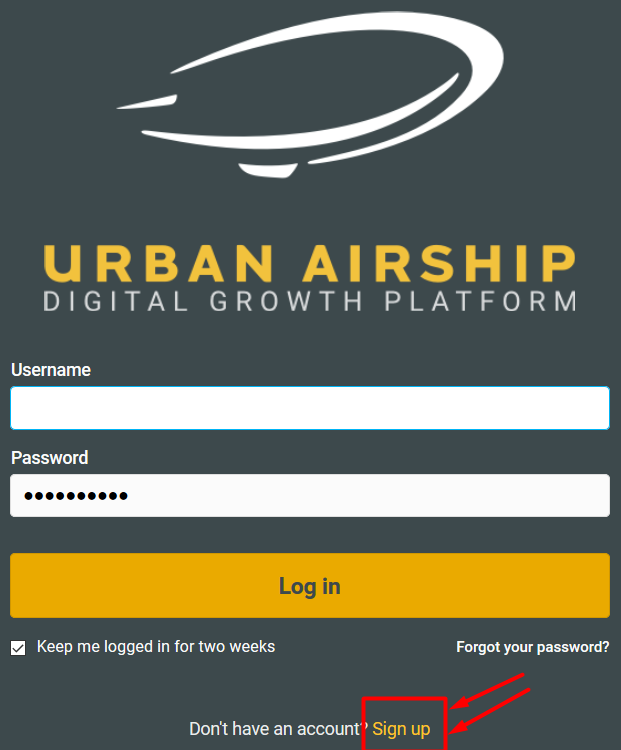 URBAN AIRSHIP
DIGITAL GROWTH PLATFORM
Username
Password
••••••••••
Log in
Keep me logged in for two weeks
Forgot your password?
Don't have an account? Sign up